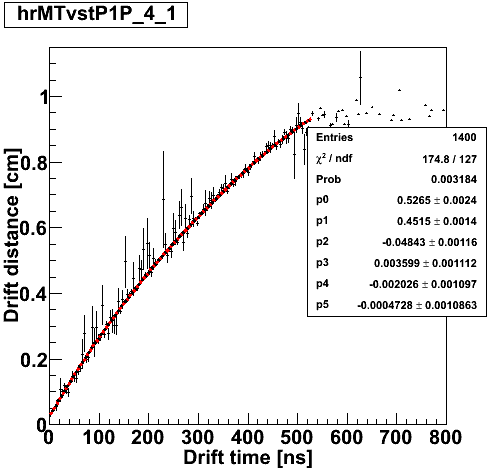 hrMTvstP1P_4_1
Drift distance [cm]
1
0.8
0.6
0.4
0.2
0
0 100 200 300 400 500 600 700 800
Drift time [ns]
Entries 1400
χ² / ndf 174.8 / 127
Prob 0.003184
p0 0.5265 ± 0.0024
p1 0.4515 ± 0.0014
p2 -0.04843 ± 0.00116
p3 0.003599 ± 0.001112
p4 -0.002026 ± 0.001097
p5 -0.0004728 ± 0.0010863